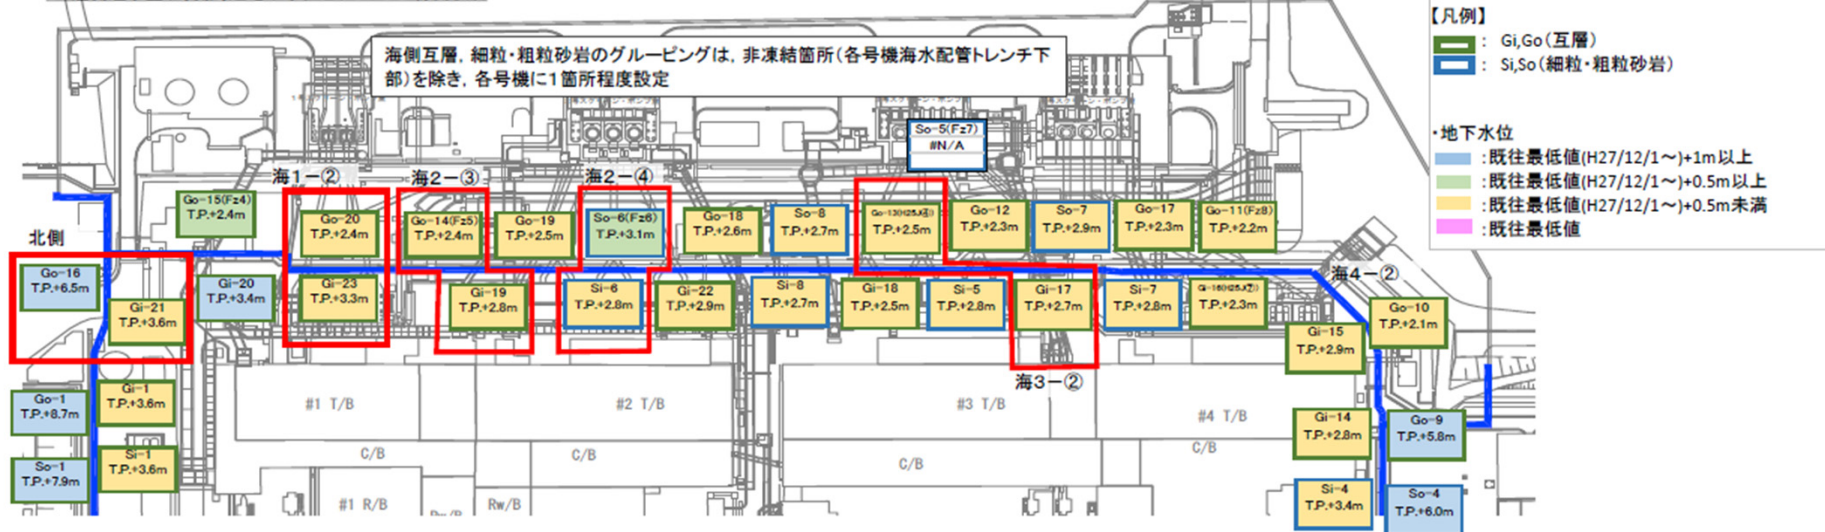 海側互層，細粒・粗粒砂岩のグルーピングは，非凍結箇所（各号機海水配管トレンチ下
部）を除き，各号機に1箇所程度設定
【凡例】
： Gi,Go（互層）
： Si,So（細粒・粗粒砂岩）
・地下水位
：既往最低値(H27/12/1～)+1m以上
：既往最低値(H27/12/1～)+0.5m以上
：既往最低値(H27/12/1～)+0.5m未満
：既往最低値
So-5(Fz7)
#N/A
海1－②
海2－③
海2－④
Go-15(Fz4)
T.P.+2.4m
Go-20
T.P.+2.4m
Go-14(Fz5)
T.P.+2.4m
Go-19
T.P.+2.5m
So-6(Fz6)
T.P.+3.1m
Go-18
T.P.+2.6m
So-8
T.P.+2.7m
T.P.+2.5m
Go-12
T.P.+2.3m
So-7
T.P.+2.9m
Go-17
T.P.+2.3m
Go-11(Fz8)
T.P.+2.2m
北側
海4－②
Go-16
T.P.+6.5m
Gi-21
T.P.+3.6m
Gi-20
T.P.+3.4m
Gi-23
T.P.+3.3m
Gi-19
T.P.+2.8m
Si-6
T.P.+2.8m
Gi-22
T.P.+2.9m
Si-8
T.P.+2.7m
Gi-18
T.P.+2.5m
Si-5
T.P.+2.8m
Gi-17
T.P.+2.7m
Si-7
T.P.+2.8m
T.P.+2.3m
Gi-15
T.P.+2.9m
Go-10
T.P.+2.1m
海3－②
Go-1
T.P.+8.7m
Gi-1
T.P.+3.6m
#1 T/B
#2 T/B
#3 T/B
#4 T/B
Gi-14
T.P.+2.8m
Go-9
T.P.+5.8m
So-1
T.P.+7.9m
Si-1
T.P.+3.6m
C/B
C/B
C/B
C/B
Si-4
T.P.+3.4m
So-4
T.P.+6.0m
#1 R/B
Rw/B